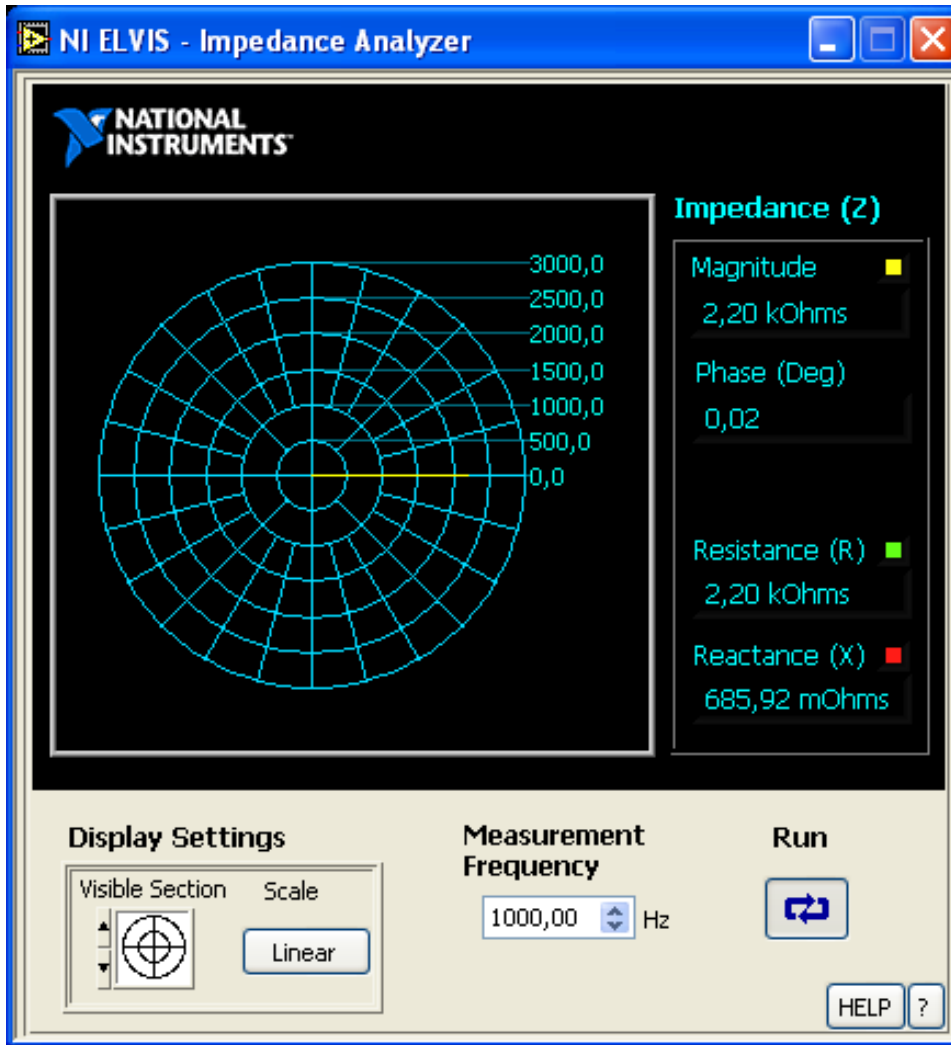 NI ELVIS - Impedance Analyzer
NATIONAL
INSTRUMENTS™
3000,0
2500,0
2000,0
1500,0
1000,0
500,0
0,0
Impedance (Z)
Magnitude
2,20 kOhms
Phase (Deg)
0,02
Resistance (R)
2,20 kOhms
Reactance (X)
685,92 mOhms
Display Settings
Visible Section
Scale
Linear
Measurement
Frequency
1000,00 Hz
Run
HELP ?